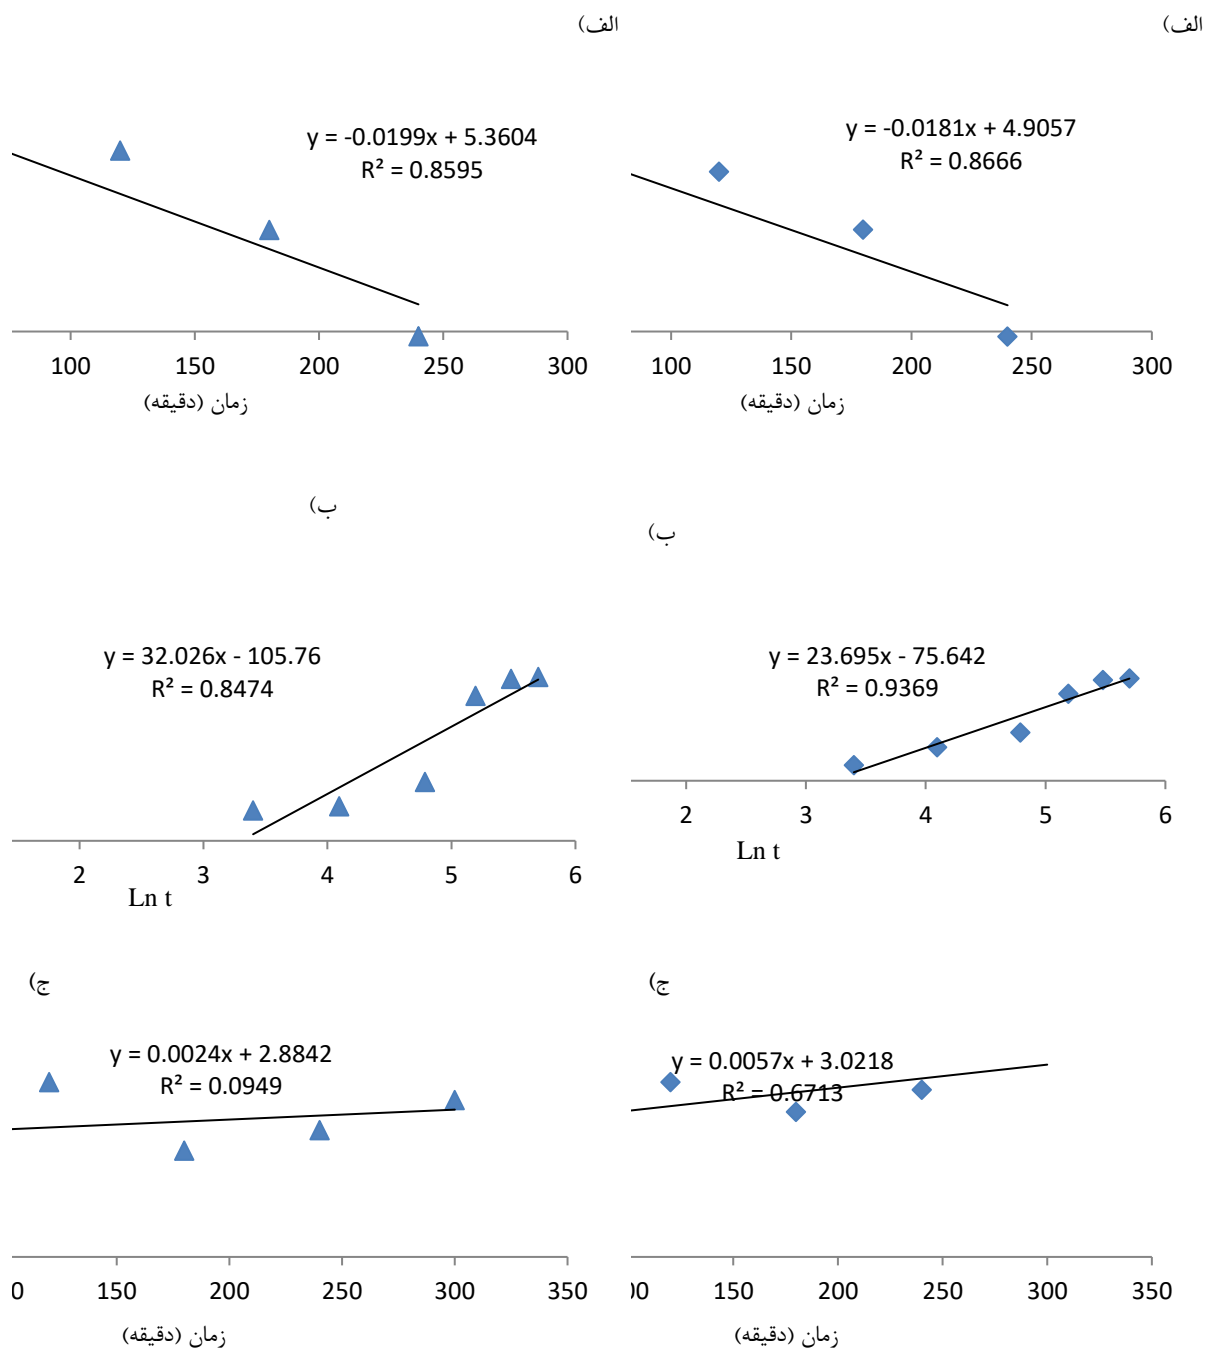 الف)
الف)
y = -0.0199x + 5.3604
R² = 0.8595
100 150 200 250 300
زمان (دقیقه)
y = -0.0181x + 4.9057
R² = 0.8666
100 150 200 250 300
زمان (دقیقه)
ب)
ب)
y = 32.026x - 105.76
R² = 0.8474
2 3 4 5 6
Ln t
y = 23.695x - 75.642
R² = 0.9369
2 3 4 5 6
Ln t
ج)
ج)
y = 0.0024x + 2.8842
R² = 0.0949
0 150 200 250 300 350
زمان (دقیقه)
y = 0.0057x + 3.0218
R² = 0.6713
00 150 200 250 300 350
زمان (دقیقه)